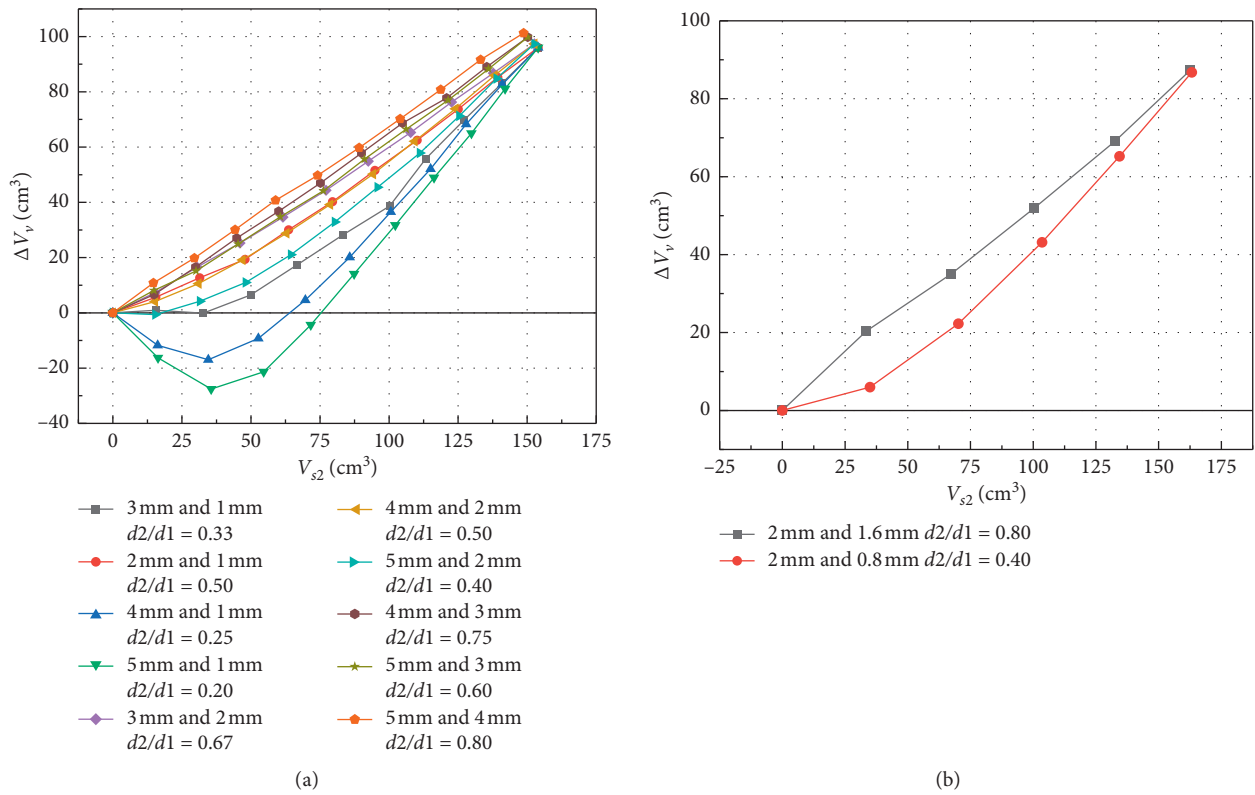 100
80
60
40
20
0
−20
−40
ΔVᵥ (cm³)
0 25 50 75 100 125 150 175
Vₛ₂ (cm³)
3 mm and 1 mm
d2/d1 = 0.33
2 mm and 1 mm
d2/d1 = 0.50
4 mm and 1 mm
d2/d1 = 0.25
5 mm and 1 mm
d2/d1 = 0.20
3 mm and 2 mm
d2/d1 = 0.67
4 mm and 2 mm
d2/d1 = 0.50
5 mm and 2 mm
d2/d1 = 0.40
4 mm and 3 mm
d2/d1 = 0.75
5 mm and 3 mm
d2/d1 = 0.60
5 mm and 4 mm
d2/d1 = 0.80
(a)
100
80
60
40
20
0
ΔVᵥ (cm³)
−25 0 25 50 75 100 125 150 175
Vₛ₂ (cm³)
2 mm and 1.6 mm d2/d1 = 0.80
2 mm and 0.8 mm d2/d1 = 0.40
(b)